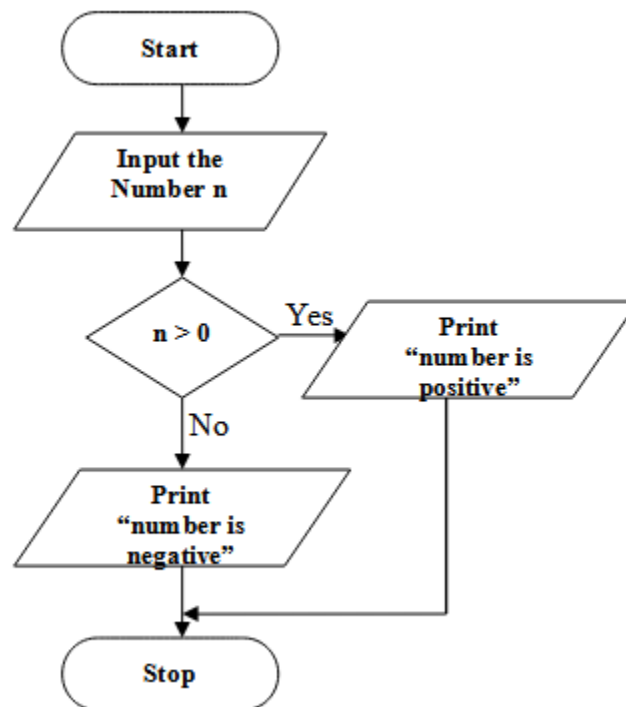 Start
Input the
Number n
n > 0
Yes
Print
“number is
positive”
No
Print
“number is
negative”
Stop